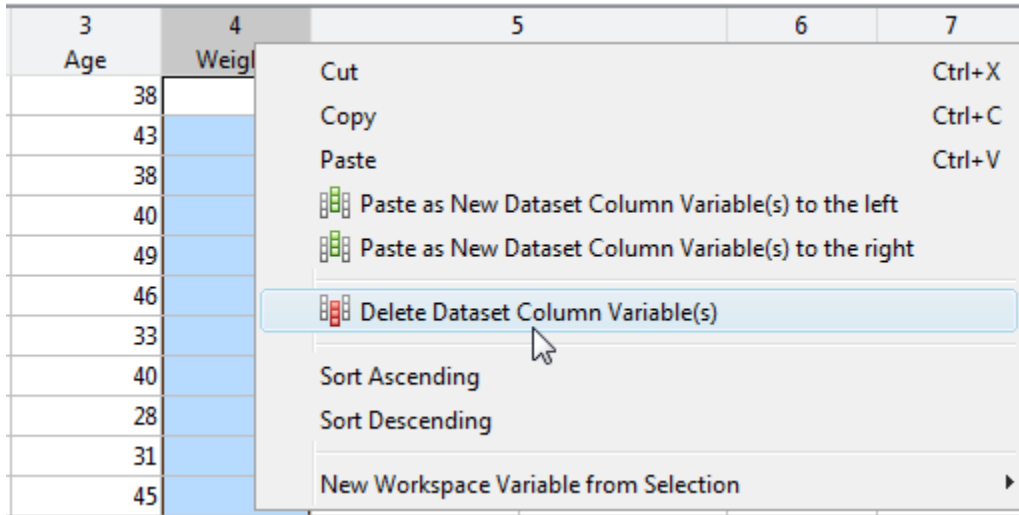 3 4 5 6 7
Age Weigh
38
43
38
40
49
46
33
40
28
31
45
Cut Ctrl+X
Copy Ctrl+C
Paste Ctrl+V
Paste as New Dataset Column Variable(s) to the left
Paste as New Dataset Column Variable(s) to the right
Delete Dataset Column Variable(s)
Sort Ascending
Sort Descending
New Workspace Variable from Selection